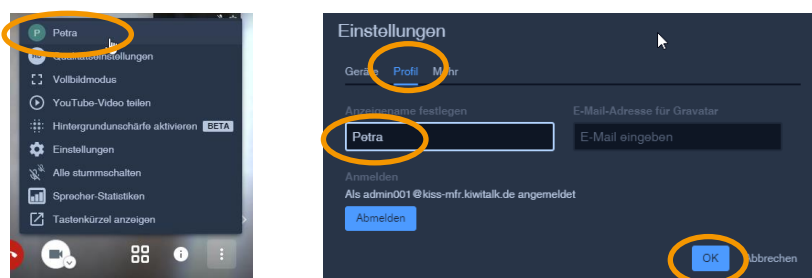 P Petra
HD Qualitätseinstellungen
Vollbildmodus
YouTube-Video teilen
Hintergrundunschärfe aktivieren BETA
Einstellungen
Alle stummschalten
Sprecher-Statistiken
Tastenkürzel anzeigen
Einstellungen
Geräte Profil Mehr
Anzeigename festlegen E-Mail-Adresse für Gravatar
Petra E-Mail eingeben
Anmelden
Als admin001@kiss-mfr.kiwitalk.de angemeldet
Abmelden
OK Abbrechen